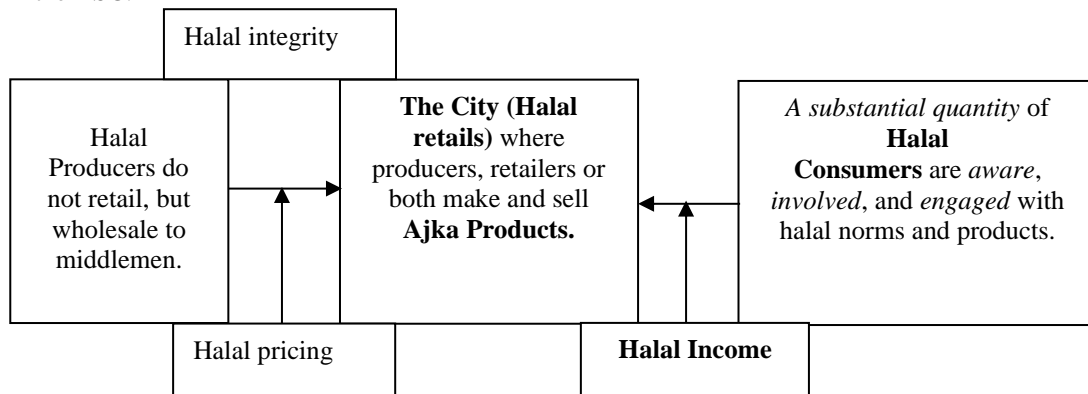 Halal integrity
Halal
Producers do
not retail, but
wholesale to
middlemen.
The City (Halal
retails) where
producers, retailers or
both make and sell
Ajka Products.
A substantial quantity of
Halal
Consumers are aware,
involved, and engaged with
halal norms and products.
Halal pricing
Halal Income